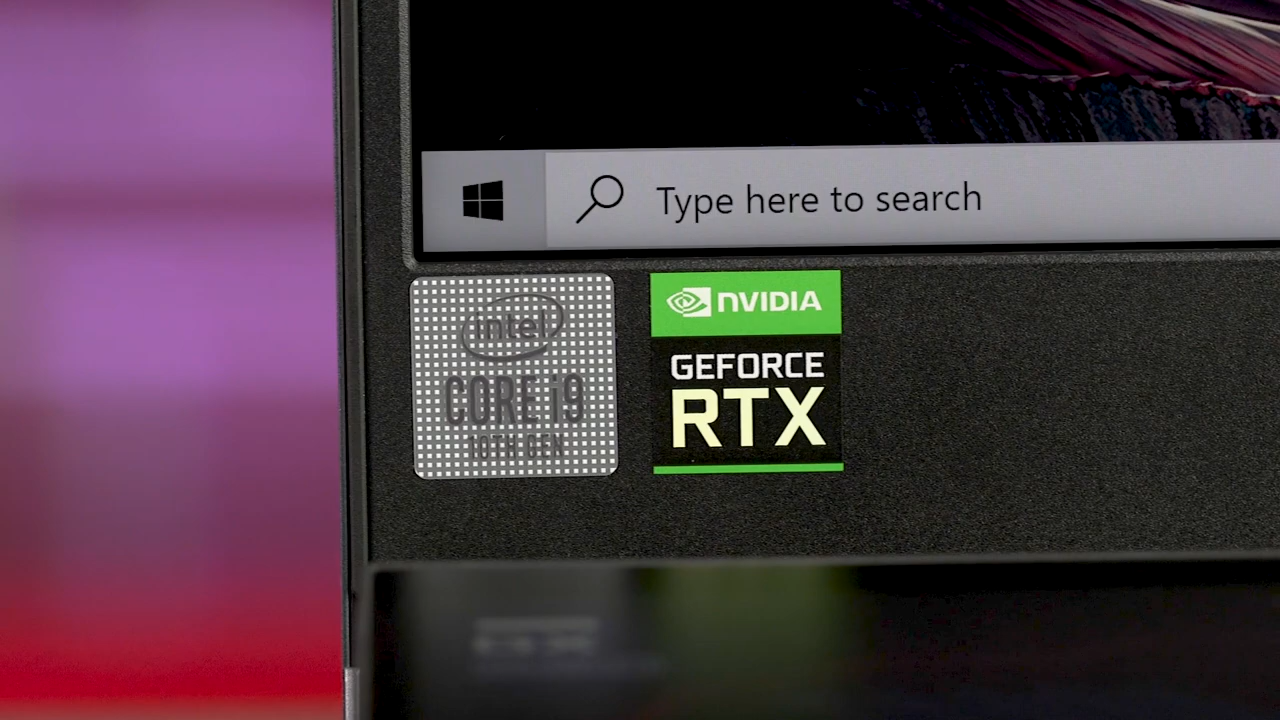 Type here to search
intel
CORE i9
10TH GEN
NVIDIA
GEFORCE
RTX